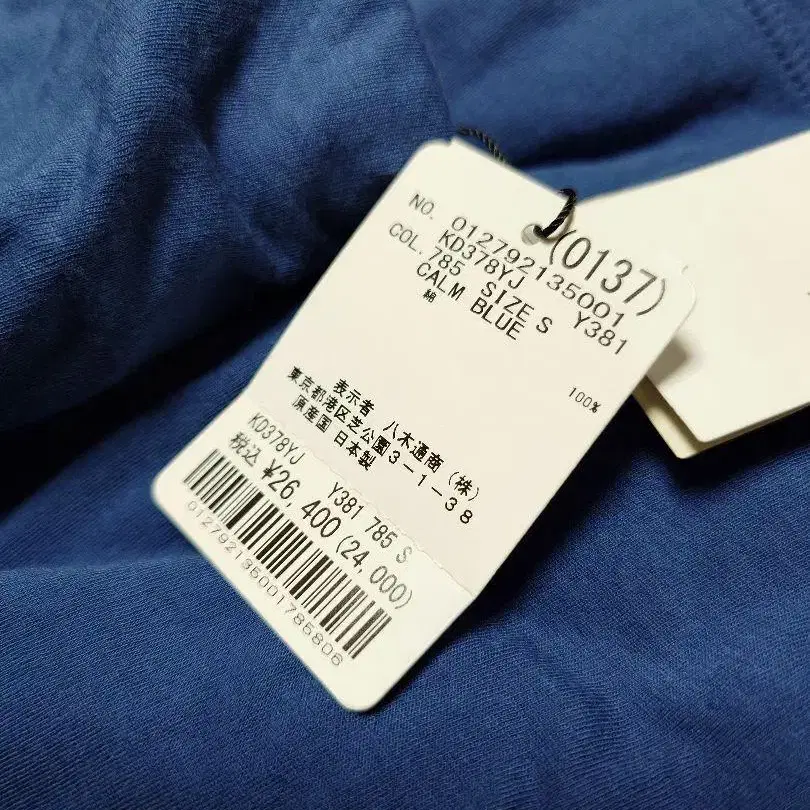 (0137)
NO. 012792135001
KD378YJ Y381
COL. 785 SIZE S
CALM BLUE
綿 100%
表示者 八木通商(株)
東京都港区芝公園3-1-38
原産国 日本製
KD378YJ Y381 785 S
税込 ¥26,400(24,000)
012792135001785806